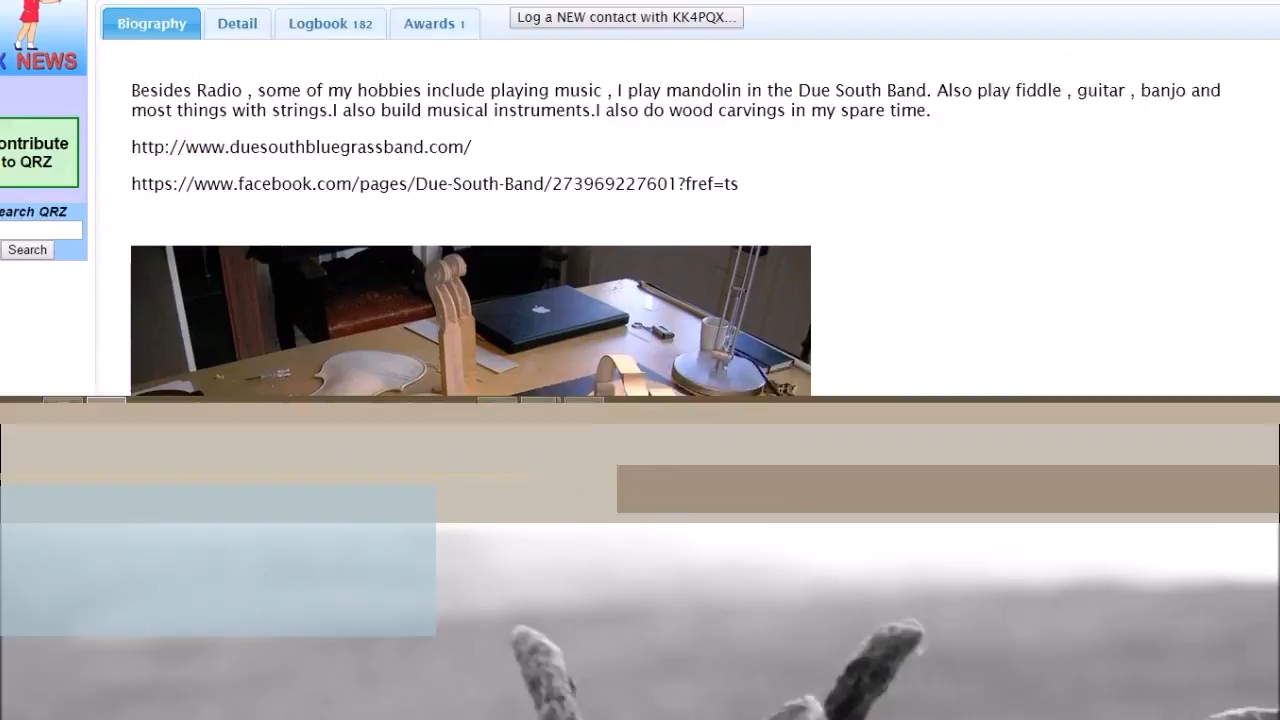 Biography Detail Logbook 182 Awards 1 Log a NEW contact with KK4PQX...
NEWS
Besides Radio , some of my hobbies include playing music , I play mandolin in the Due South Band. Also play fiddle , guitar , banjo and
most things with strings.I also build musical instruments.I also do wood carvings in my spare time.
ontribute
to QRZ
http://www.duesouthbluegrassband.com/
https://www.facebook.com/pages/Due-South-Band/273969227601?fref=ts
earch QRZ
Search